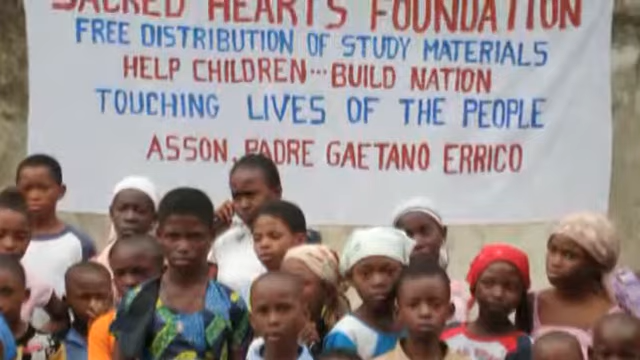 SACRED HEARTS FOUNDATION
FREE DISTRIBUTION OF STUDY MATERIALS
HELP CHILDREN...BUILD NATION
TOUCHING LIVES OF THE PEOPLE
ASSON. PADRE GAETANO ERRICO